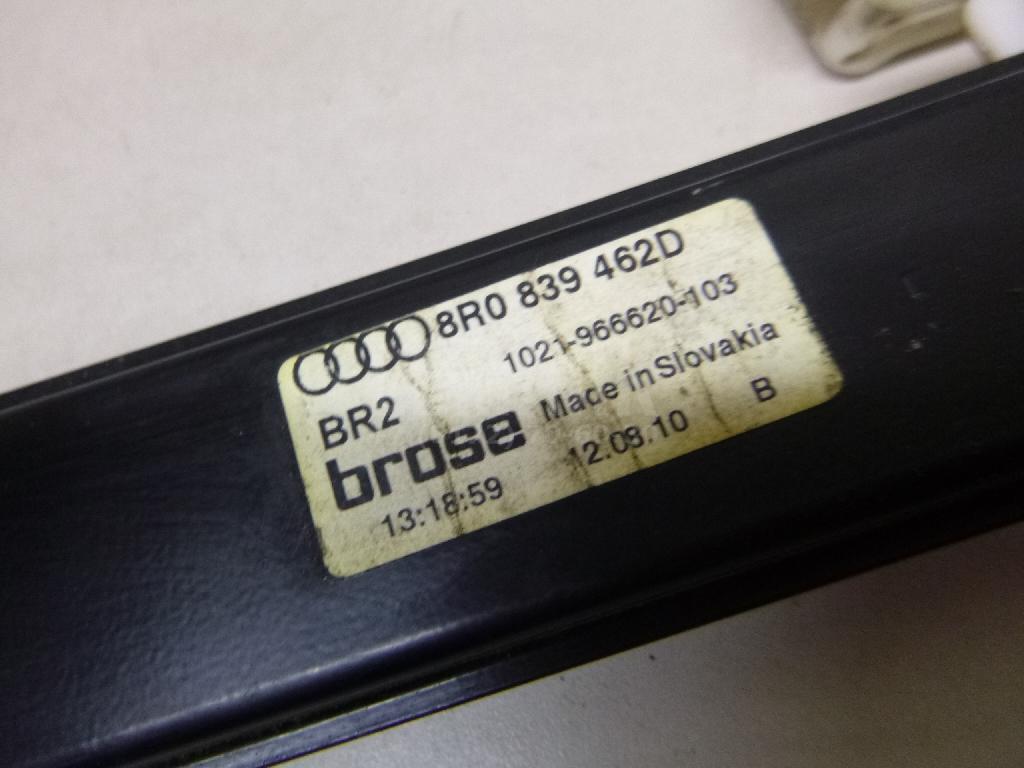 8R0 839 462D
1021-966620-103
BR2
brose Made in Slovakia
13:18:59 12.08.10 B